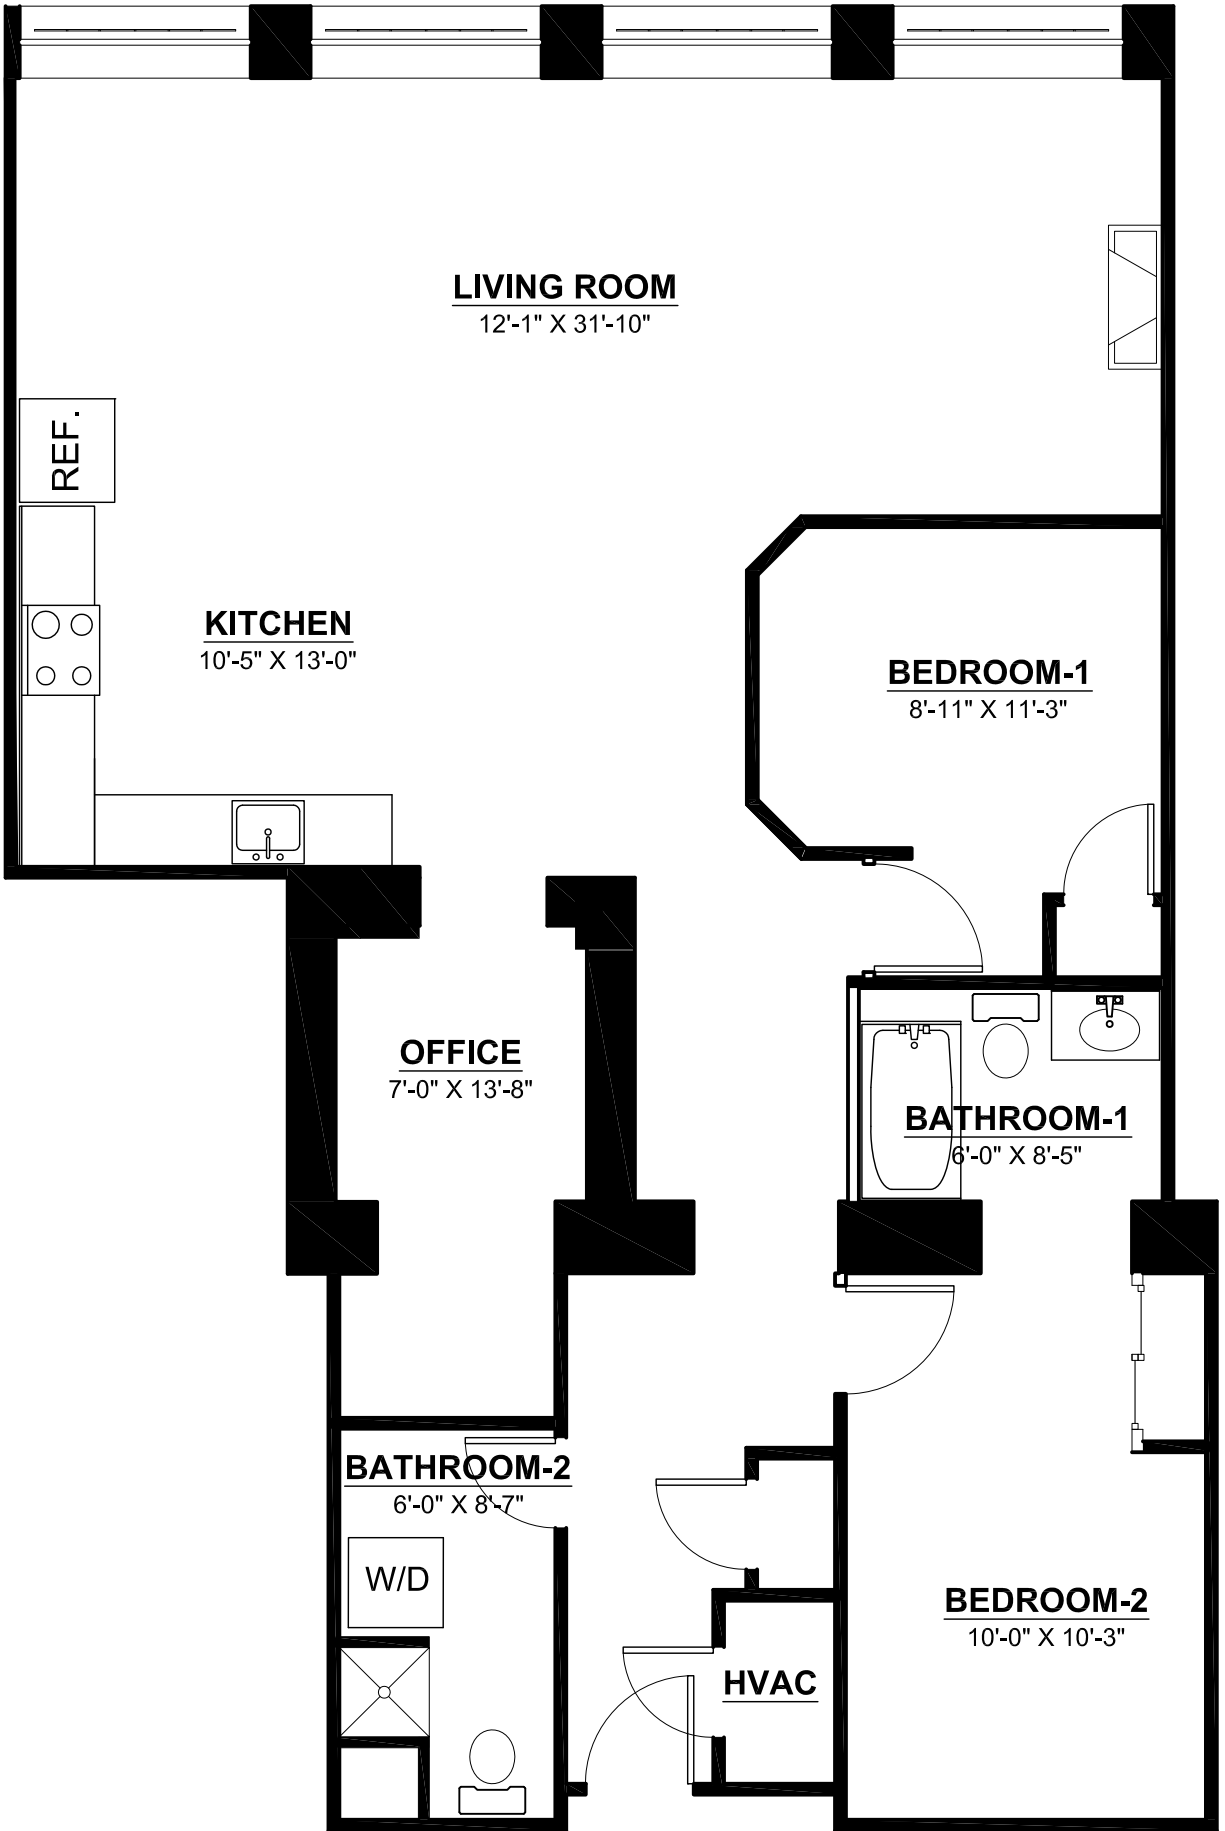 LIVING ROOM
12'-1" X 31'-10"
REF.
KITCHEN
10'-5" X 13'-0"
BEDROOM-1
8'-11" X 11'-3"
OFFICE
7'-0" X 13'-8"
BATHROOM-1
6'-0" X 8'-5"
BATHROOM-2
6'-0" X 8'-7"
W/D
BEDROOM-2
10'-0" X 10'-3"
HVAC